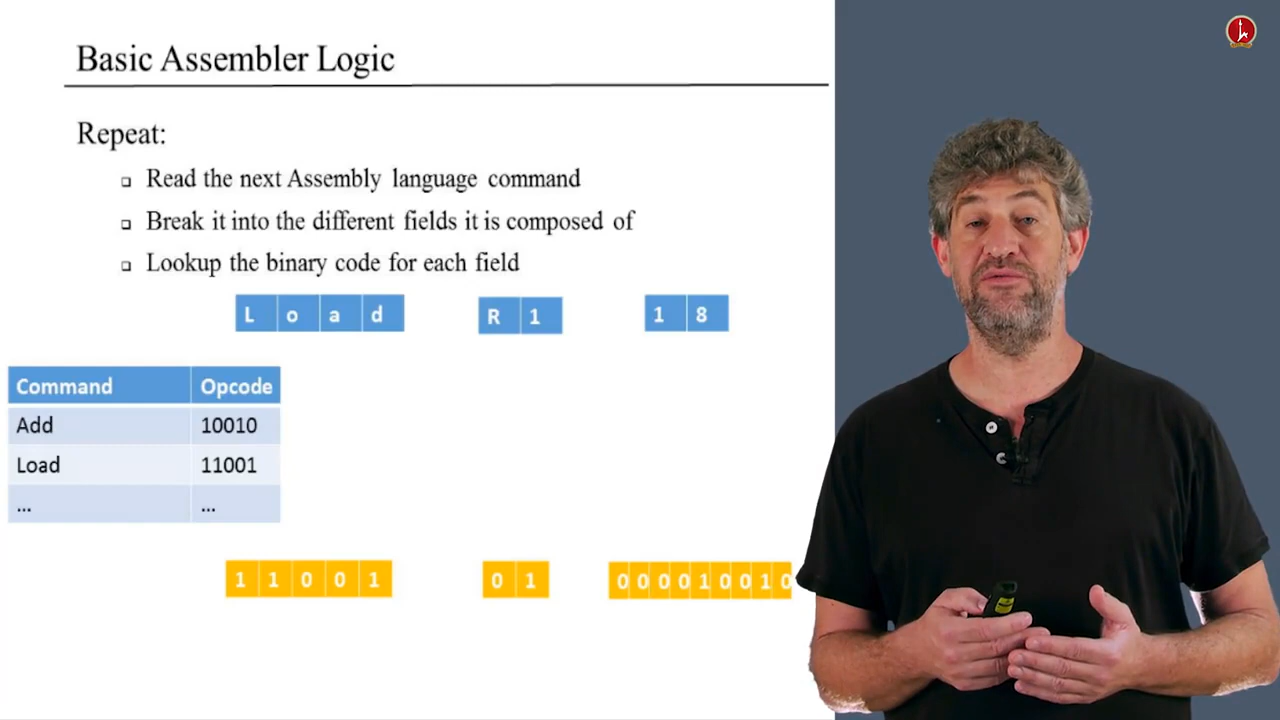 Basic Assembler Logic
Repeat:
Read the next Assembly language command
Break it into the different fields it is composed of
Lookup the binary code for each field
L o a d R 1 1 8
Command Opcode
Add 10010
Load 11001
... ...
1 1 0 0 1 0 1 0 0 0 0 1 0 0 1 0